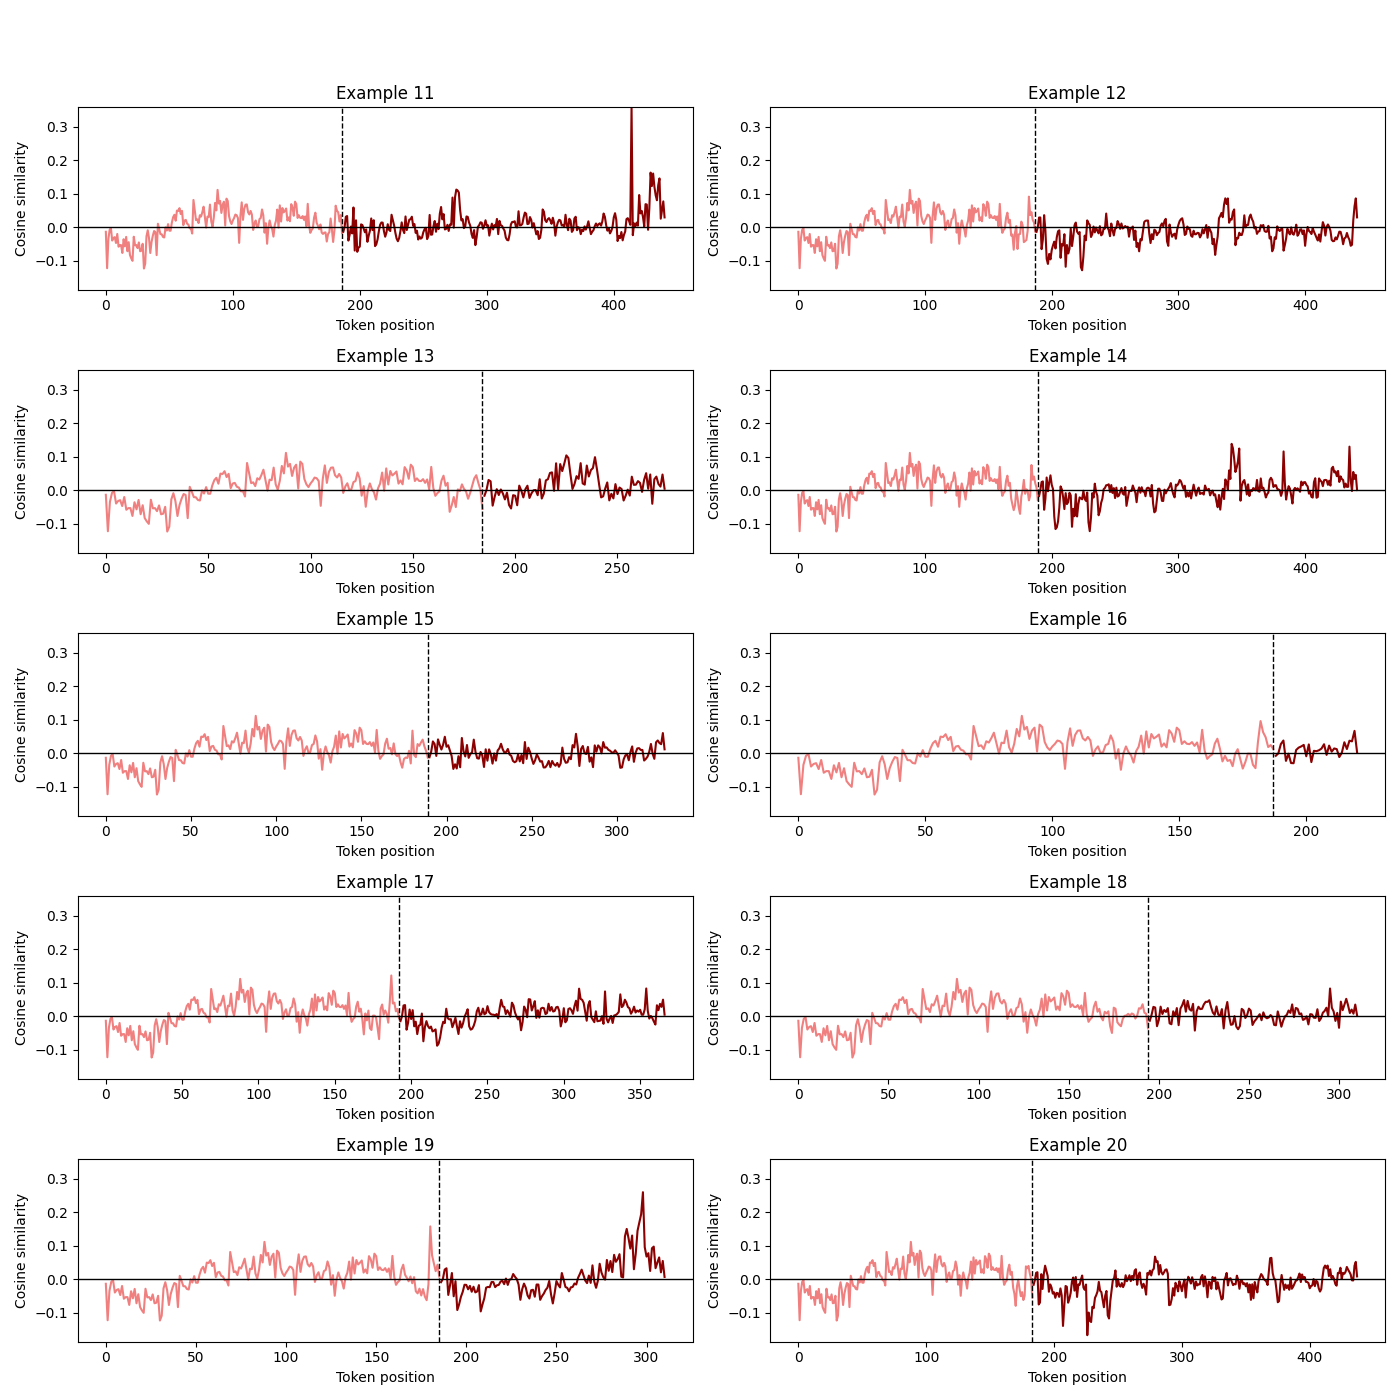 Example 11
Cosine similarity
0.3
0.2
0.1
0.0
−0.1
0 100 200 300 400
Token position
Example 12
Cosine similarity
0.3
0.2
0.1
0.0
−0.1
0 100 200 300 400
Token position
Example 13
Cosine similarity
0.3
0.2
0.1
0.0
−0.1
0 50 100 150 200 250
Token position
Example 14
Cosine similarity
0.3
0.2
0.1
0.0
−0.1
0 100 200 300 400
Token position
Example 15
Cosine similarity
0.3
0.2
0.1
0.0
−0.1
0 50 100 150 200 250 300
Token position
Example 16
Cosine similarity
0.3
0.2
0.1
0.0
−0.1
0 50 100 150 200
Token position
Example 17
Cosine similarity
0.3
0.2
0.1
0.0
−0.1
0 50 100 150 200 250 300 350
Token position
Example 18
Cosine similarity
0.3
0.2
0.1
0.0
−0.1
0 50 100 150 200 250 300
Token position
Example 19
Cosine similarity
0.3
0.2
0.1
0.0
−0.1
0 50 100 150 200 250 300
Token position
Example 20
Cosine similarity
0.3
0.2
0.1
0.0
−0.1
0 100 200 300 400
Token position